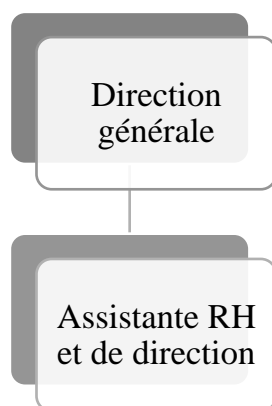 Direction
générale
Assistante RH
et de direction